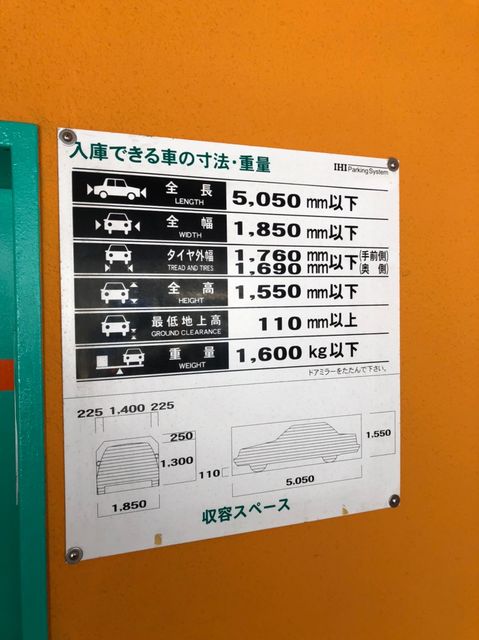 入庫できる車の寸法・重量
IHI Parking System
全長 LENGTH 5,050 mm以下
全幅 WIDTH 1,850 mm以下
タイヤ外幅 TREAD AND TIRES 1,760 mm以下 (手前側)
1,690 mm以下 (奥側)
全高 HEIGHT 1,550 mm以下
最低地上高 GROUND CLEARANCE 110 mm以上
重量 WEIGHT 1,600 kg以下
ドアミラーをたたんで下さい。
225 1,400 225
250
1,300
1.850
110
1.550
5.050
収容スペース